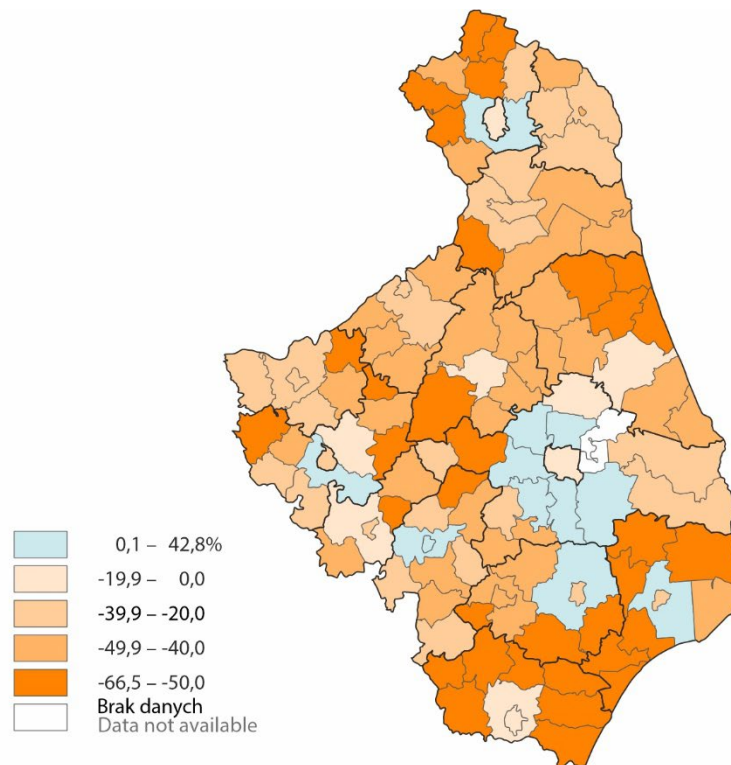 0,1 – 42,8%
-19,9 – 0,0
-39,9 – -20,0
-49,9 – -40,0
-66,5 – -50,0
Brak danych
Data not available